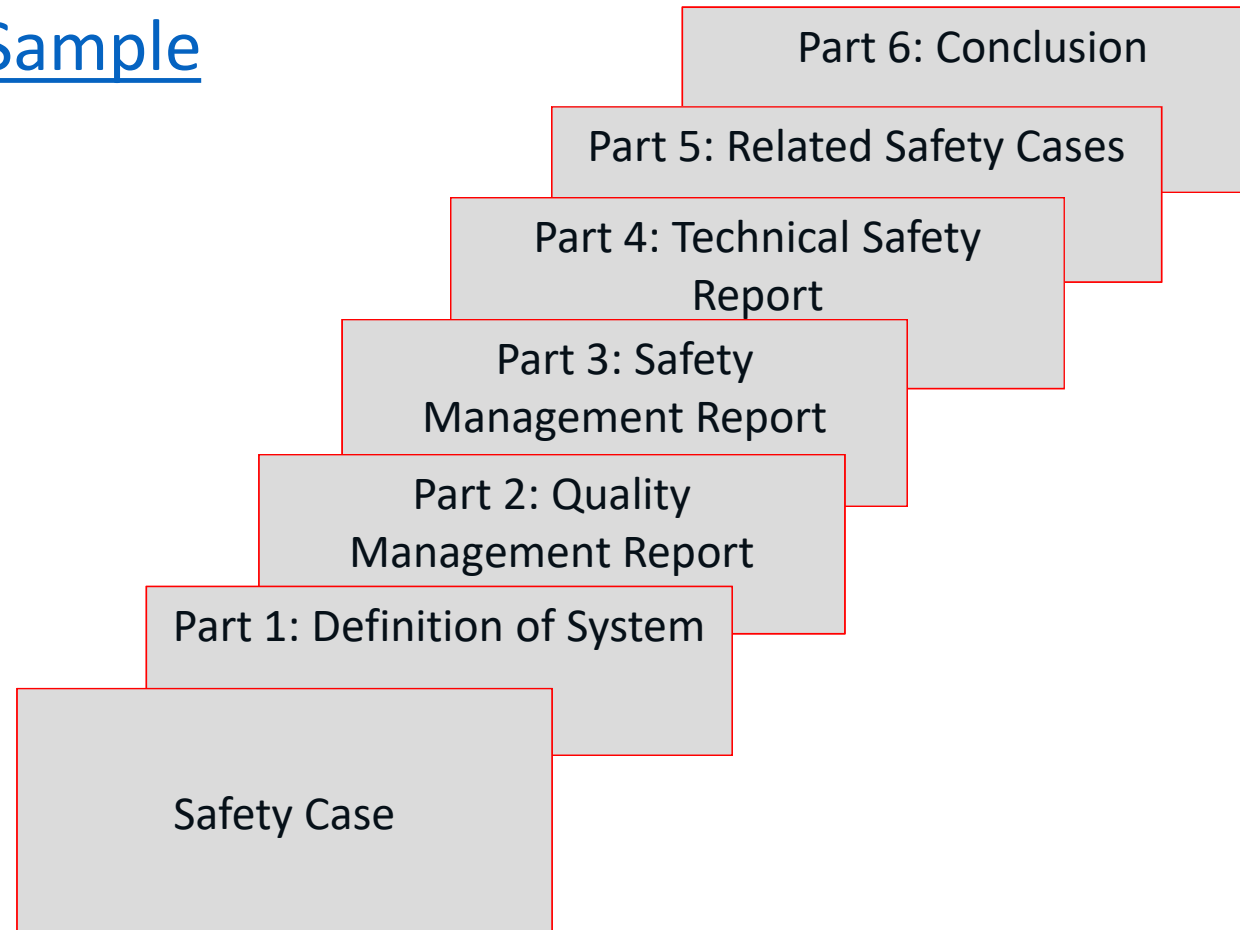 Sample
Part 6: Conclusion
Part 5: Related Safety Cases
Part 4: Technical Safety
Report
Part 3: Safety
Management Report
Part 2: Quality
Management Report
Part 1: Definition of System
Safety Case